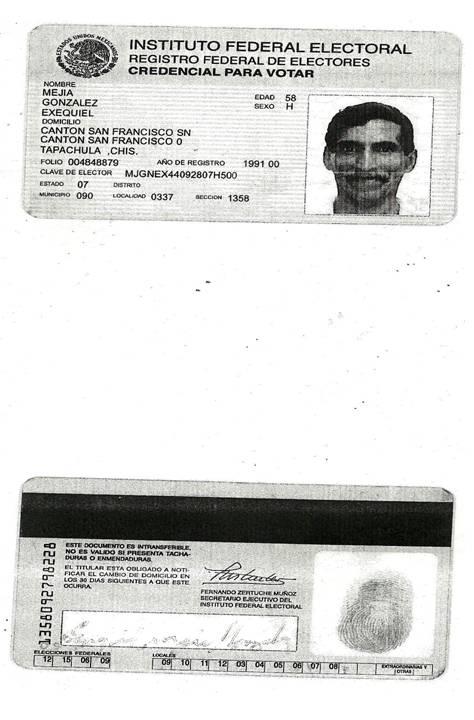 ESTADOS UNIDOS MEXICANOS
INSTITUTO FEDERAL ELECTORAL
REGISTRO FEDERAL DE ELECTORES
CREDENCIAL PARA VOTAR
NOMBRE
MEJIA
GONZALEZ
EXEQUIEL
EDAD 58
SEXO H
DOMICILIO
CANTON SAN FRANCISCO SN
CANTON SAN FRANCISCO 0
TAPACHULA ,CHIS.
FOLIO 004848879 AÑO DE REGISTRO 1991 00
CLAVE DE ELECTOR MJGNEX44092807H500
ESTADO 07 DISTRITO
MUNICIPIO 090 LOCALIDAD 0337 SECCION 1358
ESTE DOCUMENTO ES INTRANSFERIBLE,
NO ES VALIDO SI PRESENTA TACHA-
DURAS O ENMENDADURAS.
EL TITULAR ESTA OBLIGADO A NOTI-
FICAR EL CAMBIO DE DOMICILIO EN
LOS 30 DIAS SIGUIENTES A QUE ESTE
OCURRA.
FERNANDO ZERTUCHE MUÑOZ
SECRETARIO EJECUTIVO DEL
INSTITUTO FEDERAL ELECTORAL
ELECCIONES FEDERALES
12 15 06 09
LOCALES
09 10 11 12 03 04 05 06 07 08
EXTRAORDINARIAS Y
OTRAS